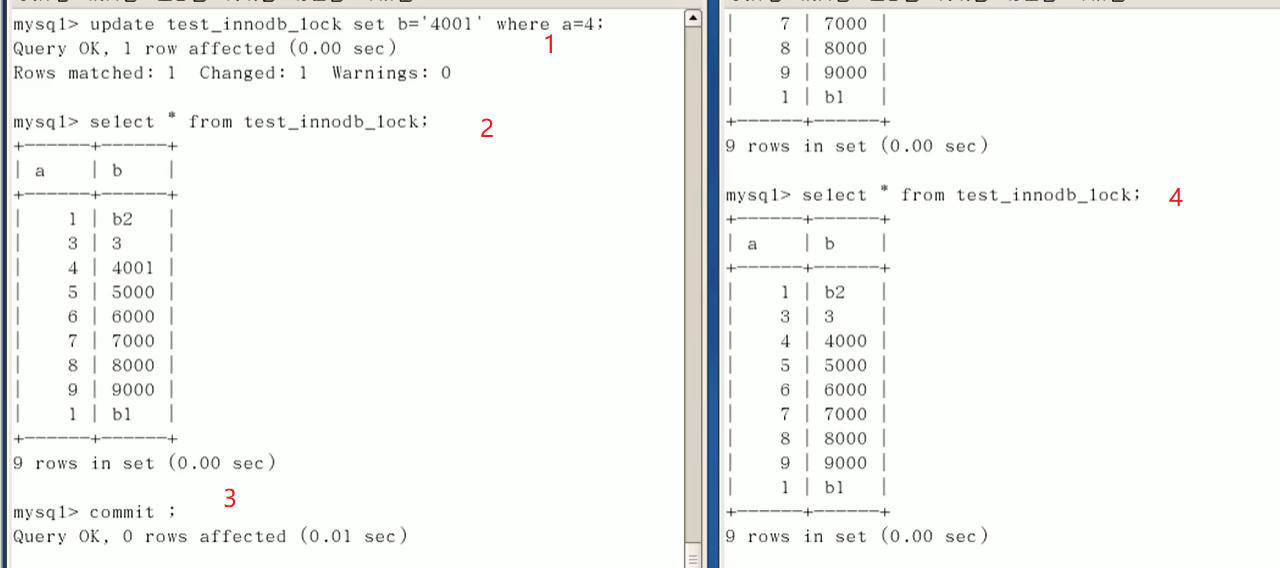 mysql> update test_innodb_lock set b='4001' where a=4;
1
Query OK, 1 row affected (0.00 sec)
Rows matched: 1  Changed: 1  Warnings: 0
mysql> select * from test_innodb_lock;
2
+------+------+
| a    | b    |
+------+------+
|    1 | b2   |
|    3 | 3    |
|    4 | 4001 |
|    5 | 5000 |
|    6 | 6000 |
|    7 | 7000 |
|    8 | 8000 |
|    9 | 9000 |
|    1 | b1   |
+------+------+
9 rows in set (0.00 sec)
3
mysql> commit ;
Query OK, 0 rows affected (0.01 sec)
|    7 | 7000 |
|    8 | 8000 |
|    9 | 9000 |
|    1 | b1   |
+------+------+
9 rows in set (0.00 sec)
mysql> select * from test_innodb_lock;
4
+------+------+
| a    | b    |
+------+------+
|    1 | b2   |
|    3 | 3    |
|    4 | 4000 |
|    5 | 5000 |
|    6 | 6000 |
|    7 | 7000 |
|    8 | 8000 |
|    9 | 9000 |
|    1 | b1   |
+------+------+
9 rows in set (0.00 sec)